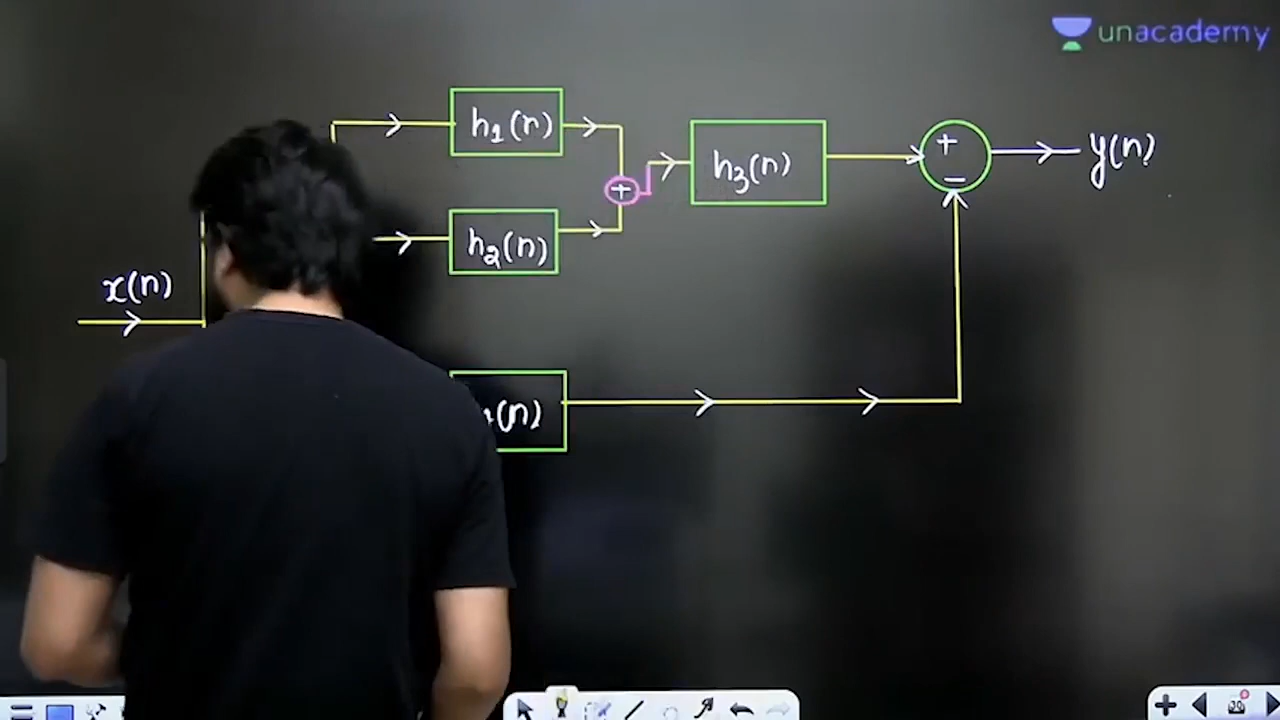 unacademy
h₁(n)
h₃(n)
+
−
y(n)
+
h₂(n)
x(n)
(n)